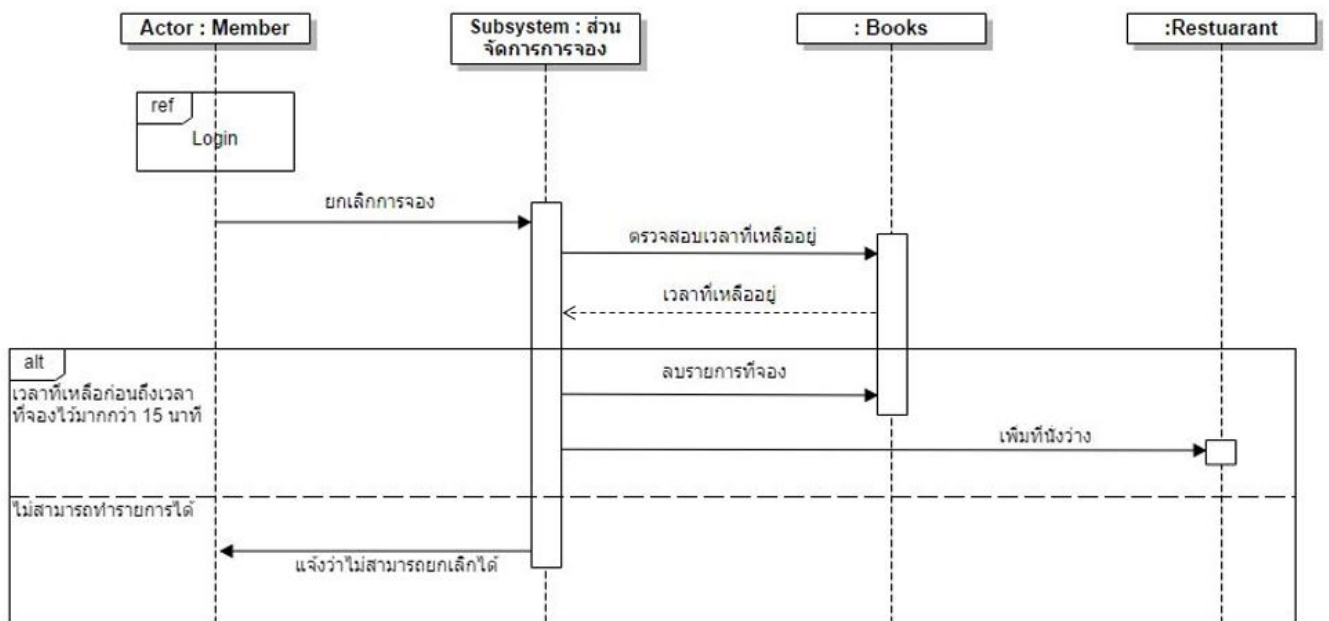 Actor : Member
Subsystem : ส่วน
จัดการการจอง
: Books
:Restuarant
ref
Login
ยกเลิกการจอง
ตรวจสอบเวลาที่เหลืออยู่
เวลาที่เหลืออยู่
alt
เวลาที่เหลือก่อนถึงเวลา
ที่จองไว้มากกว่า 15 นาที
ลบรายการที่จอง
เพิ่มที่นั่งว่าง
ไม่สามารถทำรายการได้
แจ้งว่าไม่สามารถยกเลิกได้